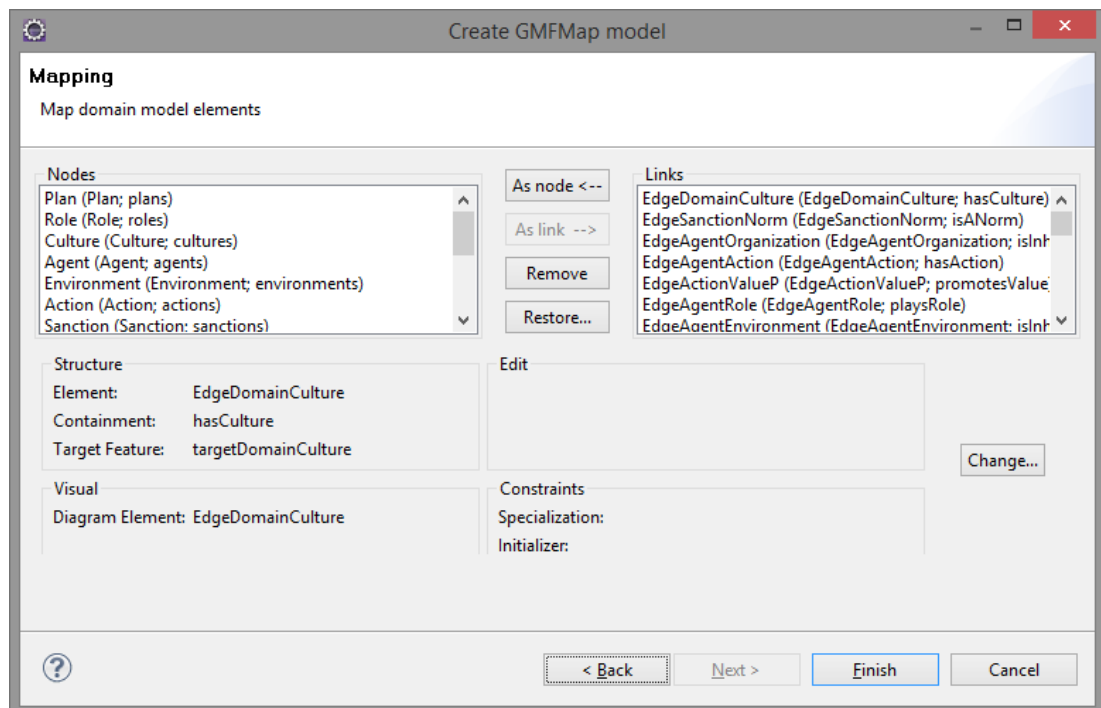 Create GMFMap model
Mapping
Map domain model elements
Nodes
Plan (Plan; plans)
Role (Role; roles)
Culture (Culture; cultures)
Agent (Agent; agents)
Environment (Environment; environments)
Action (Action; actions)
Sanction (Sanction; sanctions)
As node <--
As link -->
Remove
Restore...
Links
EdgeDomainCulture (EdgeDomainCulture; hasCulture)
EdgeSanctionNorm (EdgeSanctionNorm; isANorm)
EdgeAgentOrganization (EdgeAgentOrganization; isInh
EdgeAgentAction (EdgeAgentAction; hasAction)
EdgeActionValueP (EdgeActionValueP; promotesValue
EdgeAgentRole (EdgeAgentRole; playsRole)
EdgeAgentEnvironment (EdgeAgentEnvironment; isInh
Structure
Element: EdgeDomainCulture
Containment: hasCulture
Target Feature: targetDomainCulture
Edit
Change...
Visual
Diagram Element: EdgeDomainCulture
Constraints
Specialization:
Initializer:
?
< Back
Next >
Finish
Cancel